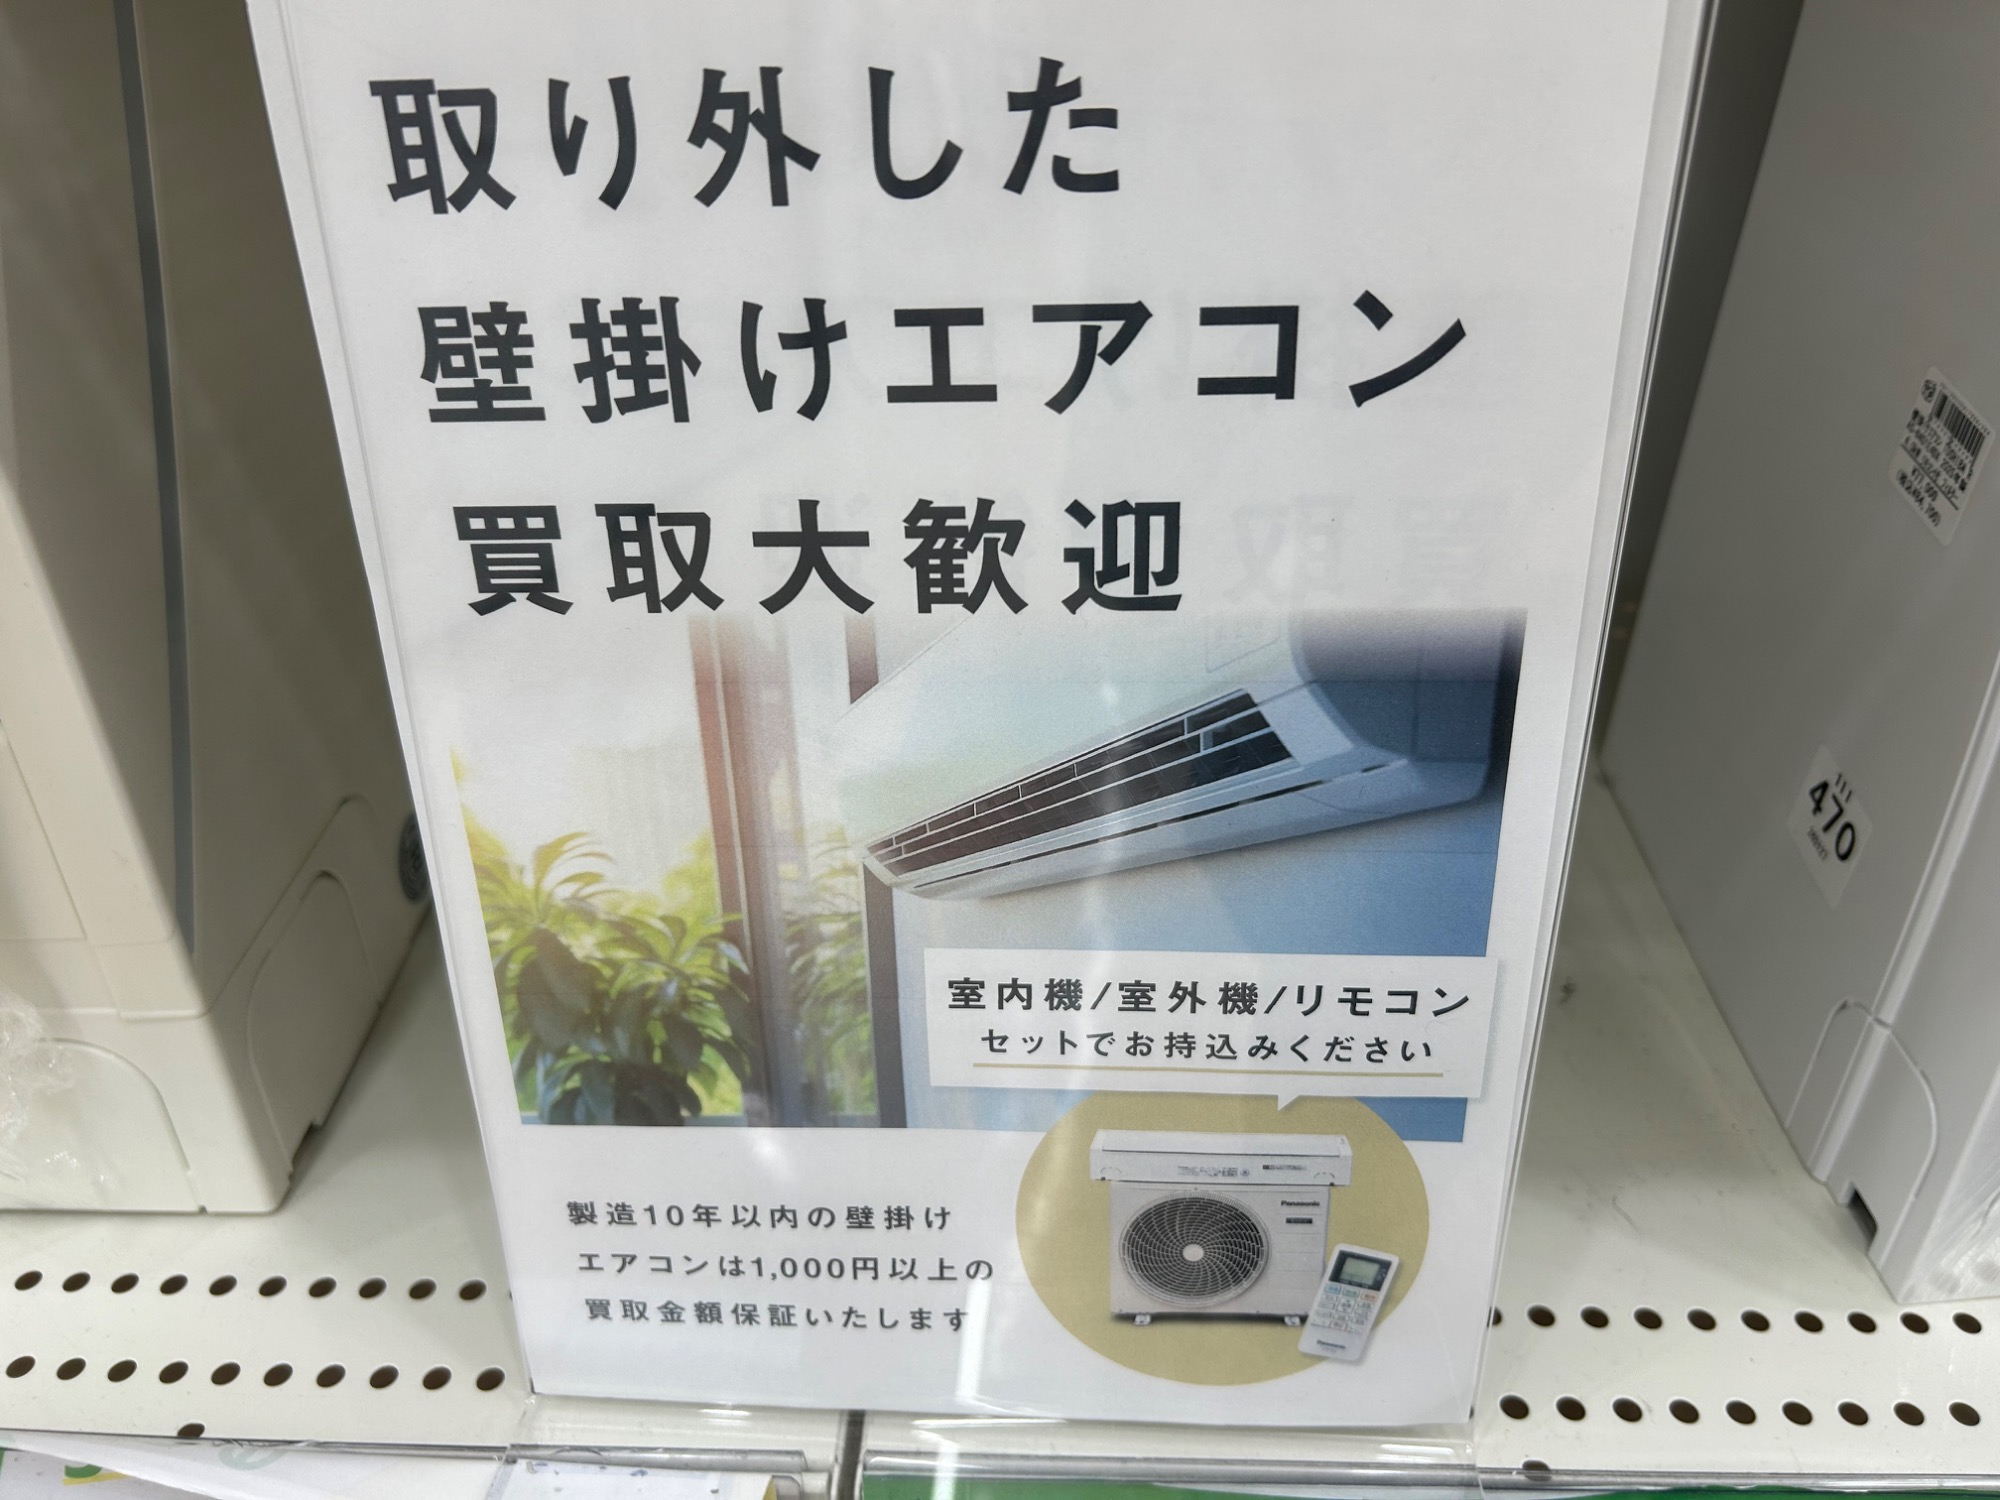 取り外した
壁掛けエアコン
買取大歓迎
室内機/室外機/リモコン
セットでお持込みください
製造10年以内の壁掛け
エアコンは1,000円以上の
買取金額保証いたします
Panasonic
Panasonic
470